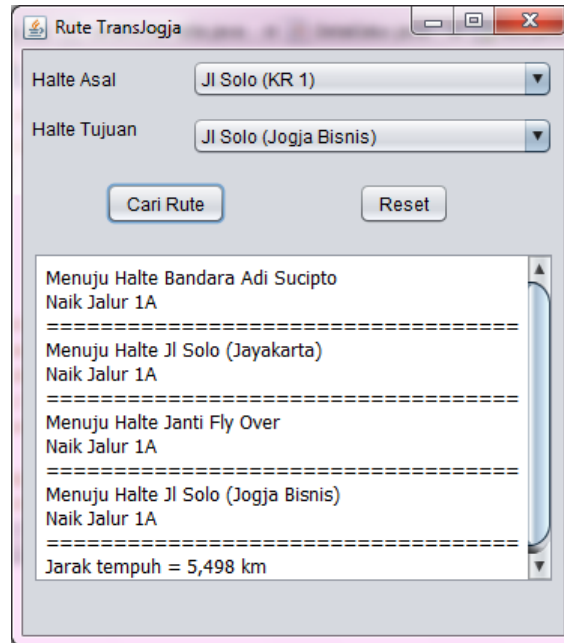 Rute TransJogja
Halte Asal
Jl Solo (KR 1)
Halte Tujuan
Jl Solo (Jogja Bisnis)
Cari Rute
Reset
Menuju Halte Bandara Adi Sucipto
Naik Jalur 1A
===================================
Menuju Halte Jl Solo (Jayakarta)
Naik Jalur 1A
===================================
Menuju Halte Janti Fly Over
Naik Jalur 1A
===================================
Menuju Halte Jl Solo (Jogja Bisnis)
Naik Jalur 1A
===================================
Jarak tempuh = 5,498 km